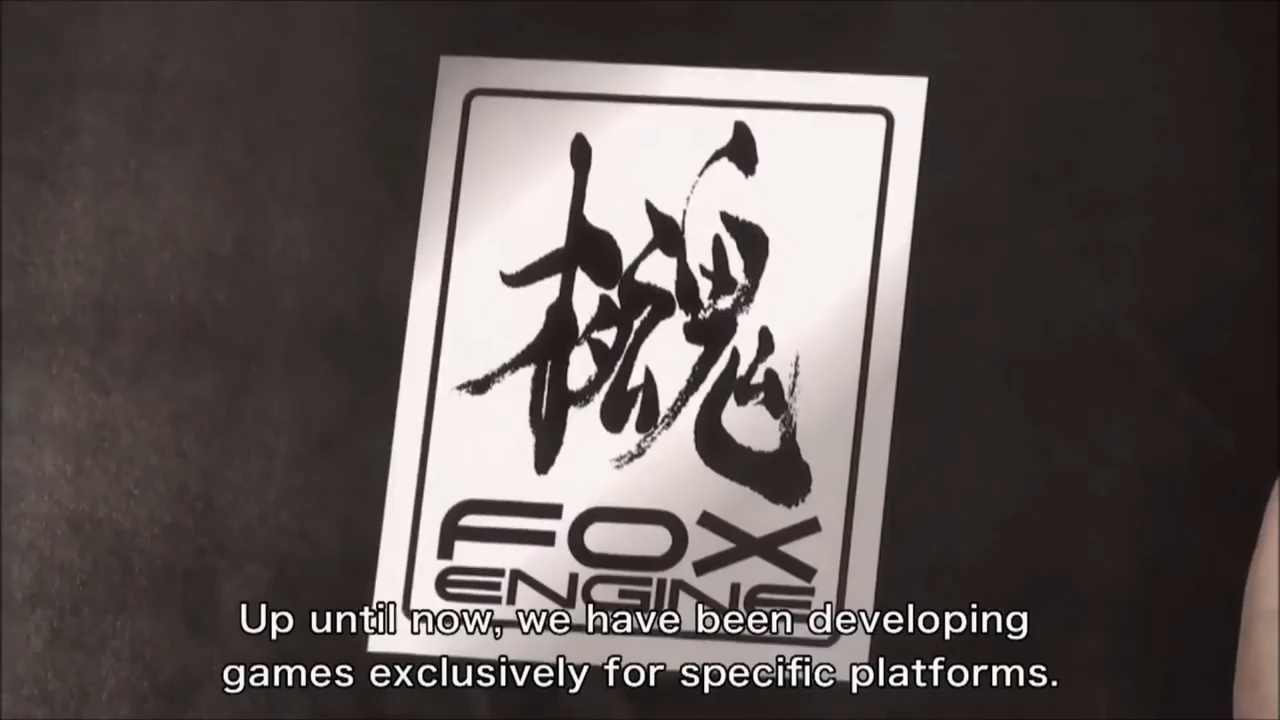 FOX
ENGINE
Up until now, we have been developing
games exclusively for specific platforms.